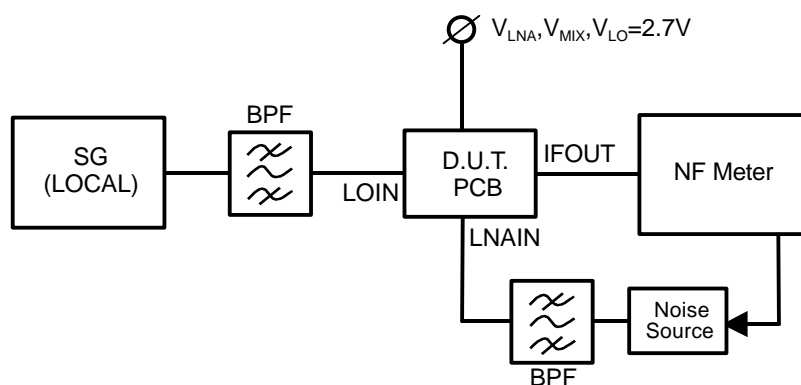 V_LNA,V_MIX,V_LO=2.7V
BPF
SG
(LOCAL)
D.U.T.
PCB
IFOUT
NF Meter
LOIN
LNAIN
Noise
Source
BPF